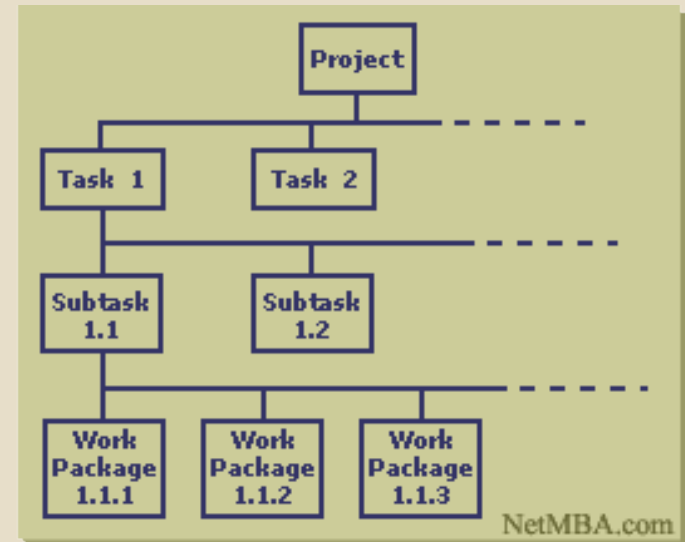 Project
Task 1
Task 2
Subtask
1.1
Subtask
1.2
Work
Package
1.1.1
Work
Package
1.1.2
Work
Package
1.1.3
NetMBA.com